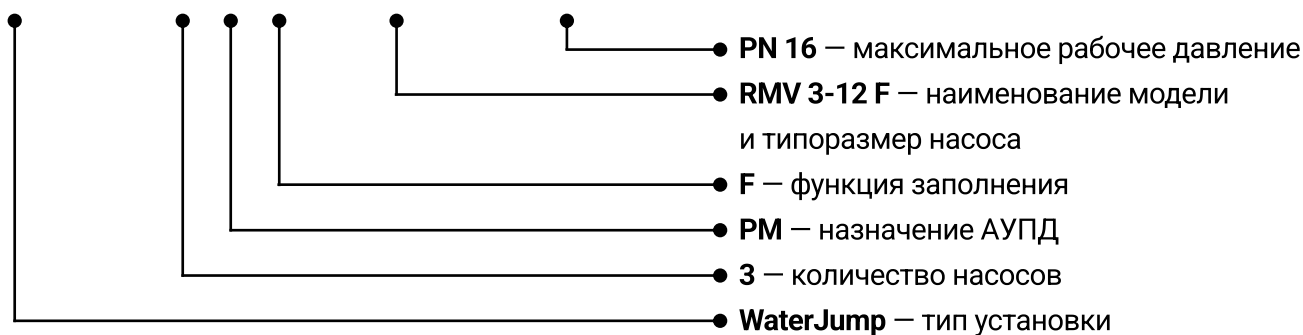 PN 16 — максимальное рабочее давление
RMV 3-12 F — наименование модели
и типоразмер насоса
F — функция заполнения
PM — назначение АУПД
3 — количество насосов
WaterJump — тип установки